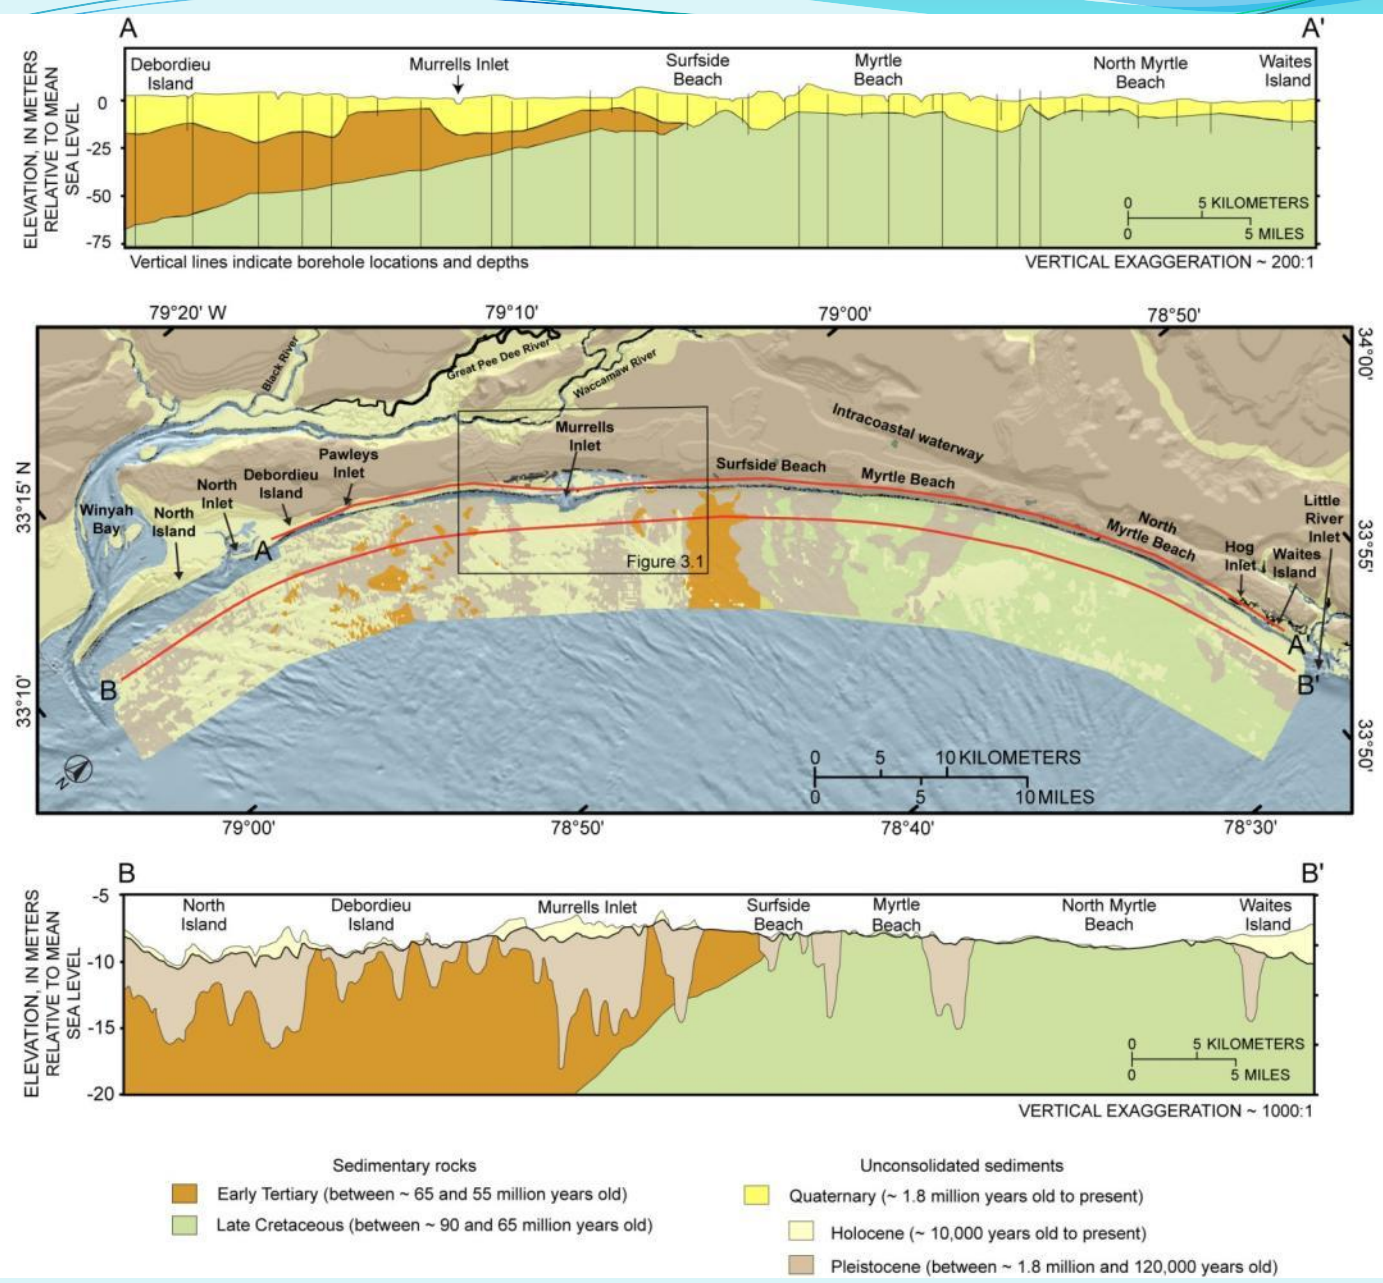 A
A'
Debordieu
Island
Murrells Inlet
Surfside
Beach
Myrtle
Beach
North Myrtle
Beach
Waites
Island
ELEVATION, IN METERS
RELATIVE TO MEAN
SEA LEVEL
0
-25
-50
-75
0 5 KILOMETERS
0 5 MILES
Vertical lines indicate borehole locations and depths
VERTICAL EXAGGERATION ~ 200:1
79°20' W
79°10'
79°00'
78°50'
34°00'
33°15' N
33°10'
33°55'
33°50'
Black River
Great Pee Dee River
Waccamaw River
Intracoastal waterway
Murrells
Inlet
Pawleys
Inlet
Debordieu
Island
North
Inlet
North
Island
Winyah
Bay
Surfside Beach
Myrtle Beach
North
Myrtle Beach
Little
River
Inlet
Hog
Inlet
Waites
Island
Figure 3.1
A
A'
B
B'
N
0 5 10 KILOMETERS
0 5 10 MILES
79°00'
78°50'
78°40'
78°30'
B
B'
North
Island
Debordieu
Island
Murrells Inlet
Surfside
Beach
Myrtle
Beach
North Myrtle
Beach
Waites
Island
ELEVATION, IN METERS
RELATIVE TO MEAN
SEA LEVEL
-5
-10
-15
-20
0 5 KILOMETERS
0 5 MILES
VERTICAL EXAGGERATION ~ 1000:1
Sedimentary rocks
Early Tertiary (between ~ 65 and 55 million years old)
Late Cretaceous (between ~ 90 and 65 million years old)
Unconsolidated sediments
Quaternary (~ 1.8 million years old to present)
Holocene (~ 10,000 years old to present)
Pleistocene (between ~ 1.8 million and 120,000 years old)